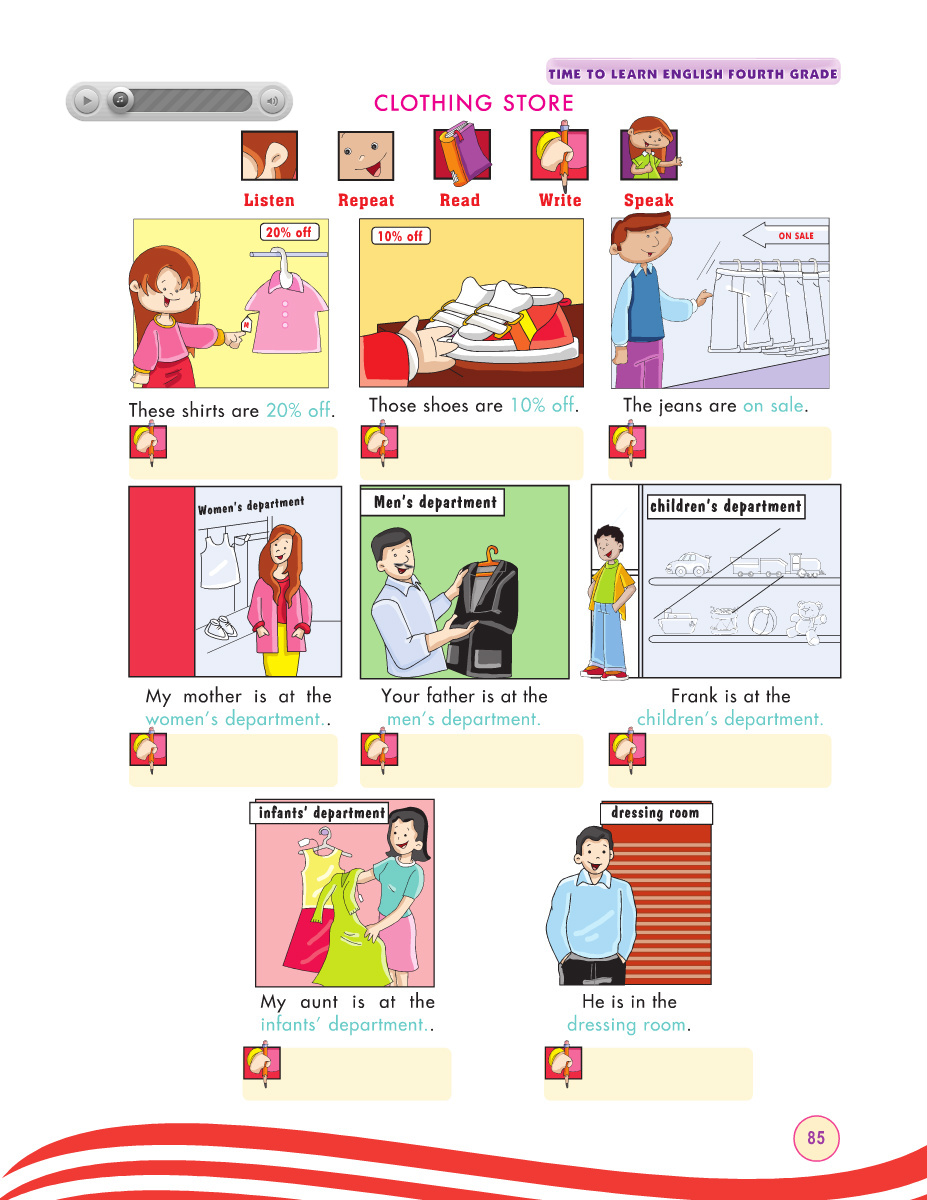 TIME TO LEARN ENGLISH FOURTH GRADE
CLOTHING STORE
Listen
Repeat
Read
Write
Speak
20% off
M
10% off
ON SALE
These shirts are 20% off.
Those shoes are 10% off.
The jeans are on sale.
Women's department
Men's department
children's department
My mother is at the
women's department..
Your father is at the
men's department.
Frank is at the
children's department.
infants' department
dressing room
My aunt is at the
infants' department..
He is in the
dressing room.
85